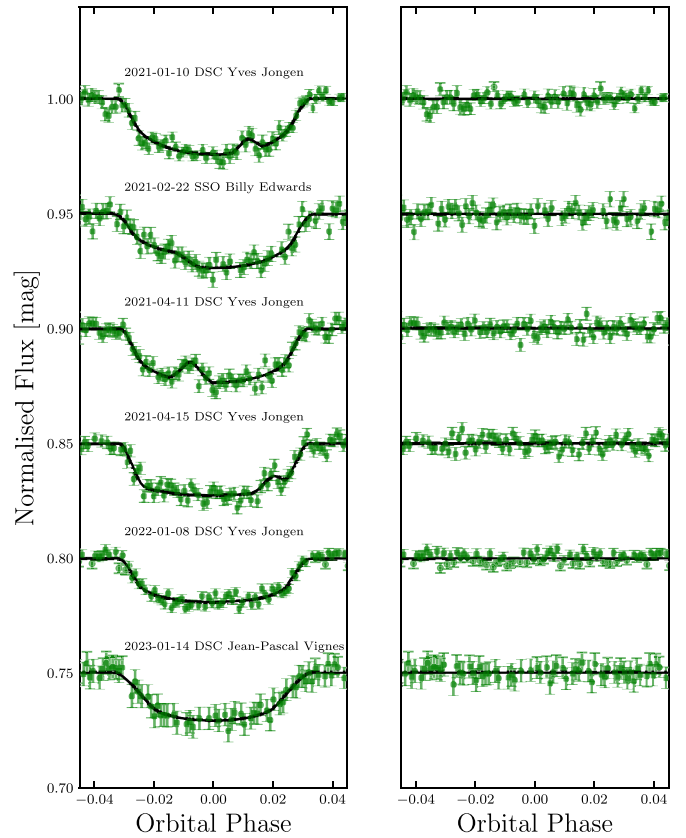 2021-01-10 DSC Yves Jongen
1.00
2021-02-22 SSO Billy Edwards
0.95
2021-04-11 DSC Yves Jongen
0.90
2021-04-15 DSC Yves Jongen
0.85
2022-01-08 DSC Yves Jongen
0.80
2023-01-14 DSC Jean-Pascal Vignes
0.75
0.70
Normalised Flux [mag]
−0.04 −0.02 0.00 0.02 0.04
−0.04 −0.02 0.00 0.02 0.04
Orbital Phase
Orbital Phase